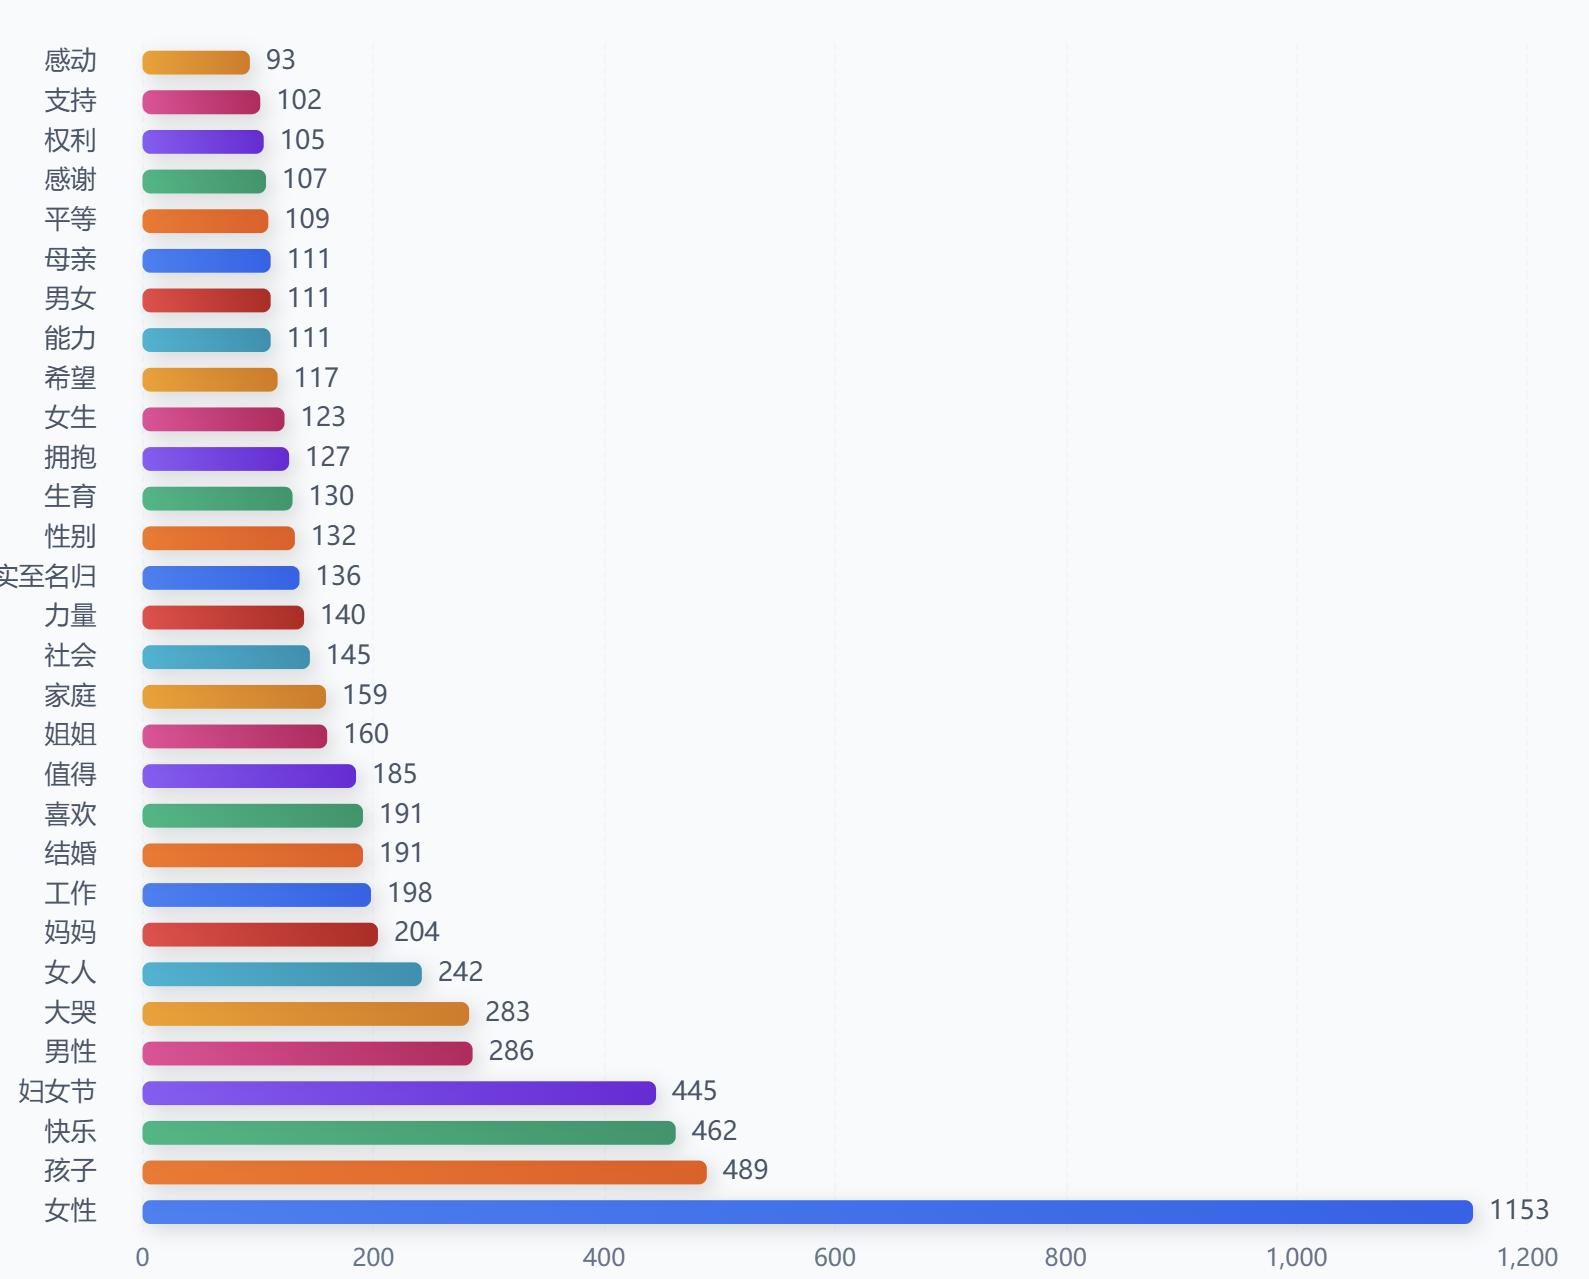 感动 93
支持 102
权利 105
感谢 107
平等 109
母亲 111
男女 111
能力 111
希望 117
女生 123
拥抱 127
生育 130
性别 132
实至名归 136
力量 140
社会 145
家庭 159
姐姐 160
值得 185
喜欢 191
结婚 191
工作 198
妈妈 204
女人 242
大哭 283
男性 286
妇女节 445
快乐 462
孩子 489
女性 1153
0 200 400 600 800 1,000 1,200